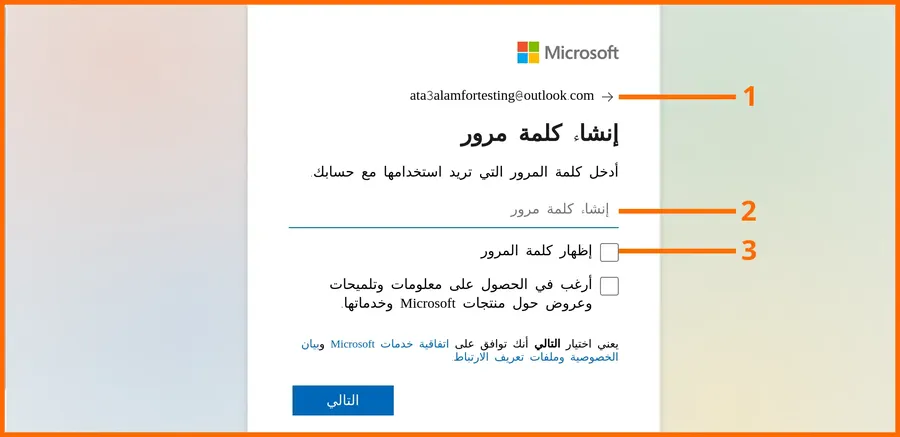 Microsoft
ata3alamfortesting@outlook.com → 1
إنشاء كلمة مرور
أدخل كلمة المرور التي تريد استخدامها مع حسابك.
إنشاء كلمة مرور 2
إظهار كلمة المرور 3
أرغب في الحصول على معلومات وتلميحات
وعروض حول منتجات Microsoft وخدماتها.
يعني اختيار التالي أنك توافق على اتفاقية خدمات Microsoft وبيان
الخصوصية وملفات تعريف الارتباط.
التالي